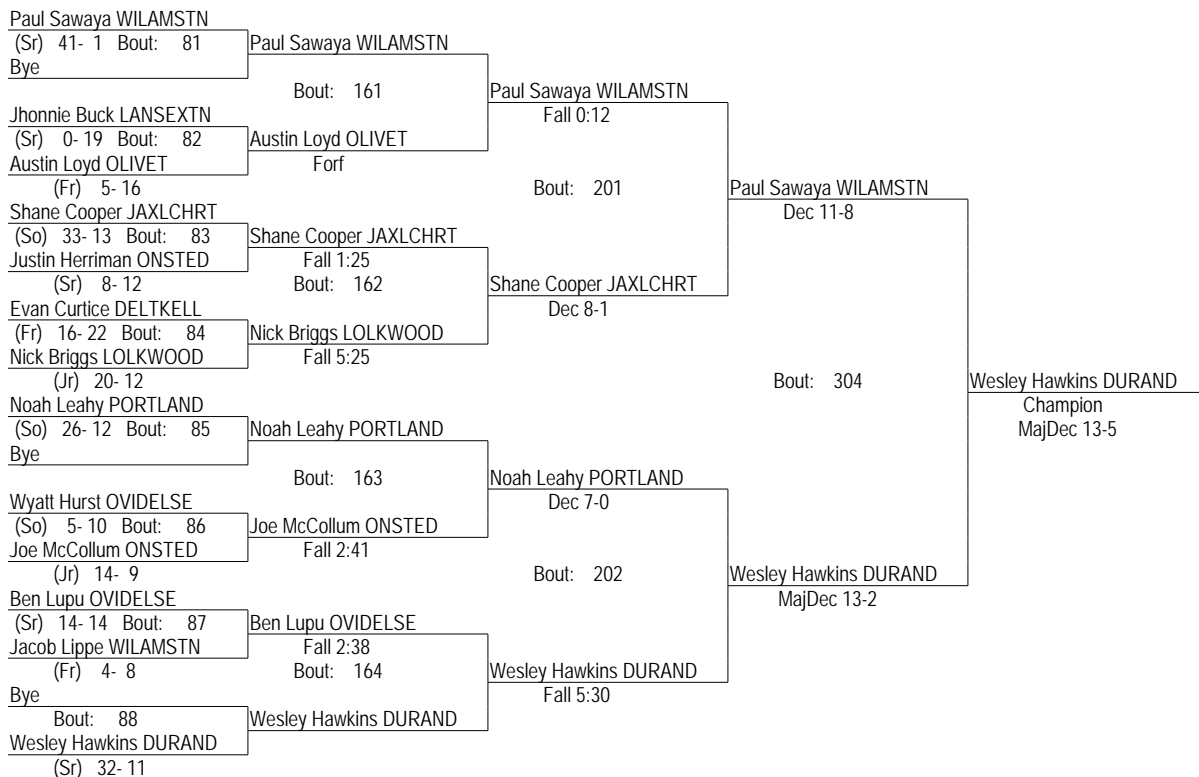 Paul Sawaya WILAMSTN
(Sr) 41- 1 Bout: 81
Bye
Jhonnie Buck LANSEXTN
(Sr) 0- 19 Bout: 82
Austin Loyd OLIVET
(Fr) 5- 16
Shane Cooper JAXLCHRT
(So) 33- 13 Bout: 83
Justin Herriman ONSTED
(Sr) 8- 12
Evan Curtice DELTKELL
(Fr) 16- 22 Bout: 84
Nick Briggs LOLKWOOD
(Jr) 20- 12
Noah Leahy PORTLAND
(So) 26- 12 Bout: 85
Bye
Wyatt Hurst OVIDELSE
(So) 5- 10 Bout: 86
Joe McCollum ONSTED
(Jr) 14- 9
Ben Lupu OVIDELSE
(Sr) 14- 14 Bout: 87
Jacob Lippe WILAMSTN
(Fr) 4- 8
Bye
Bout: 88
Wesley Hawkins DURAND
(Sr) 32- 11
Paul Sawaya WILAMSTN
Bout: 161
Austin Loyd OLIVET
Forf
Shane Cooper JAXLCHRT
Fall 1:25
Bout: 162
Nick Briggs LOLKWOOD
Fall 5:25
Noah Leahy PORTLAND
Bout: 163
Joe McCollum ONSTED
Fall 2:41
Ben Lupu OVIDELSE
Fall 2:38
Bout: 164
Wesley Hawkins DURAND
Paul Sawaya WILAMSTN
Fall 0:12
Bout: 201
Shane Cooper JAXLCHRT
Dec 8-1
Noah Leahy PORTLAND
Dec 7-0
Bout: 202
Wesley Hawkins DURAND
Fall 5:30
Paul Sawaya WILAMSTN
Dec 11-8
Bout: 304
Wesley Hawkins DURAND
MajDec 13-2
Wesley Hawkins DURAND
Champion
MajDec 13-5